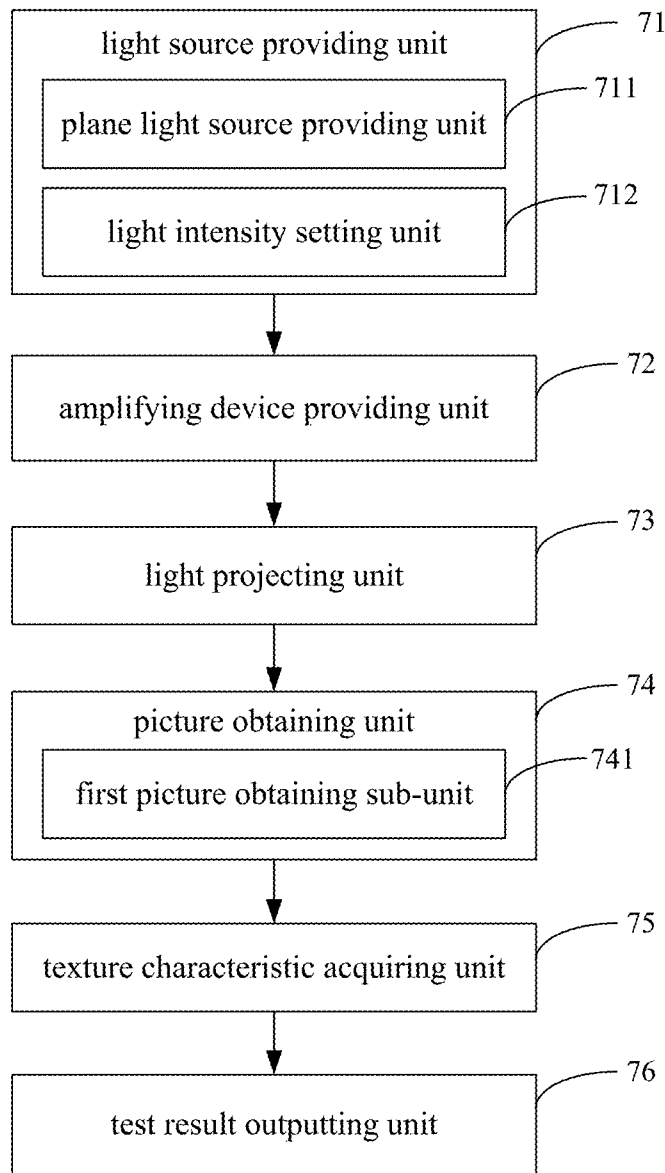 light source providing unit
71
plane light source providing unit
711
light intensity setting unit
712
amplifying device providing unit
72
light projecting unit
73
picture obtaining unit
74
first picture obtaining sub-unit
741
texture characteristic acquiring unit
75
test result outputting unit
76